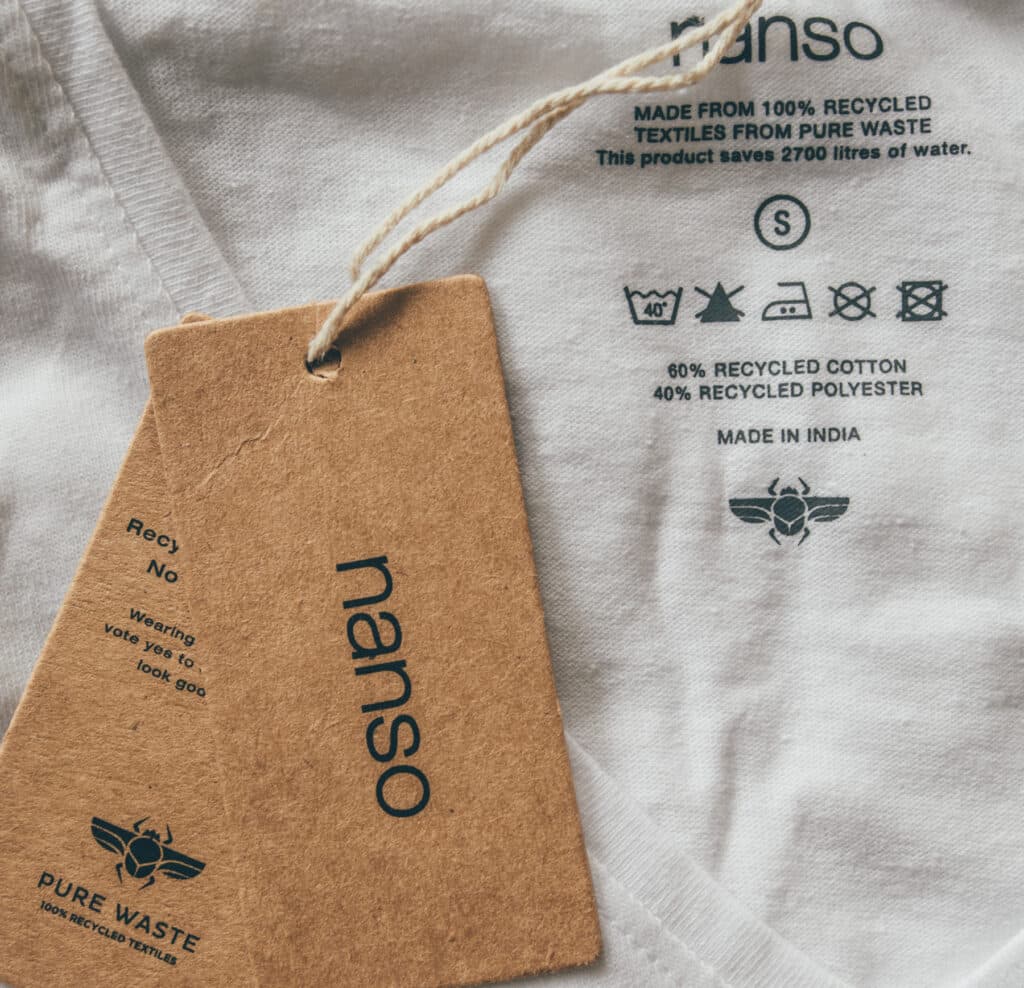 nanso
MADE FROM 100% RECYCLED
TEXTILES FROM PURE WASTE
This product saves 2700 litres of water.
S
40°
60% RECYCLED COTTON
40% RECYCLED POLYESTER
MADE IN INDIA
nanso
Recy
No
Wearing
vote yes to
look goo
PURE WASTE
100% RECYCLED TEXTILES